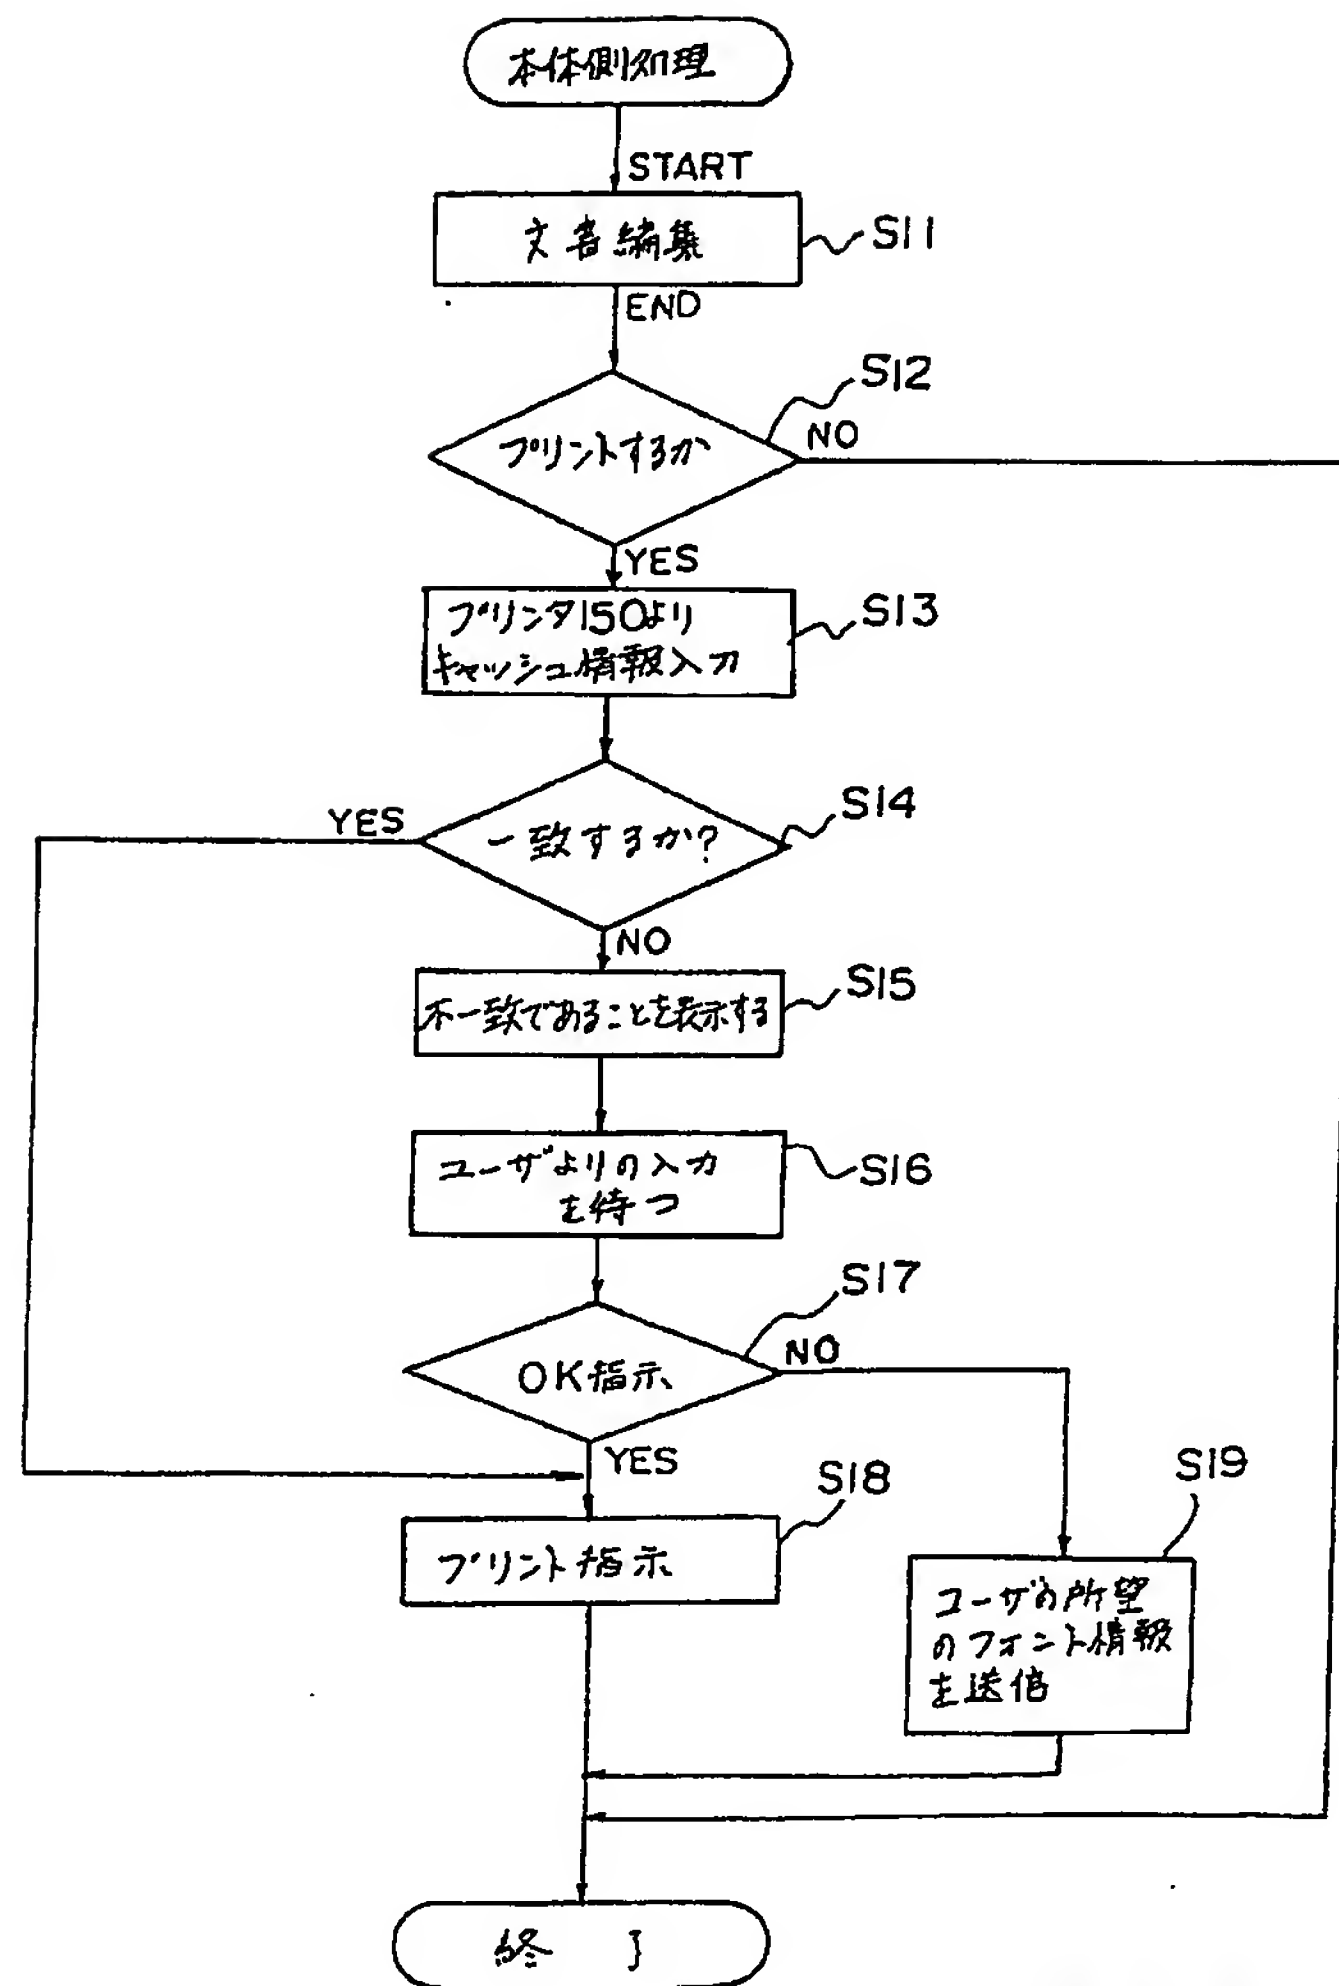 本体側処理
START
文書編集
S11
END
S12
プリントするか
NO
YES
プリンタ150より
キャッシュ情報入力
S13
S14
YES
一致するか?
NO
S15
不一致であることを表示する
ユーザよりの入力
を待つ
S16
S17
NO
OK指示
YES
S18
S19
プリント指示
ユーザの所望
のフォント情報
を送信
終 了